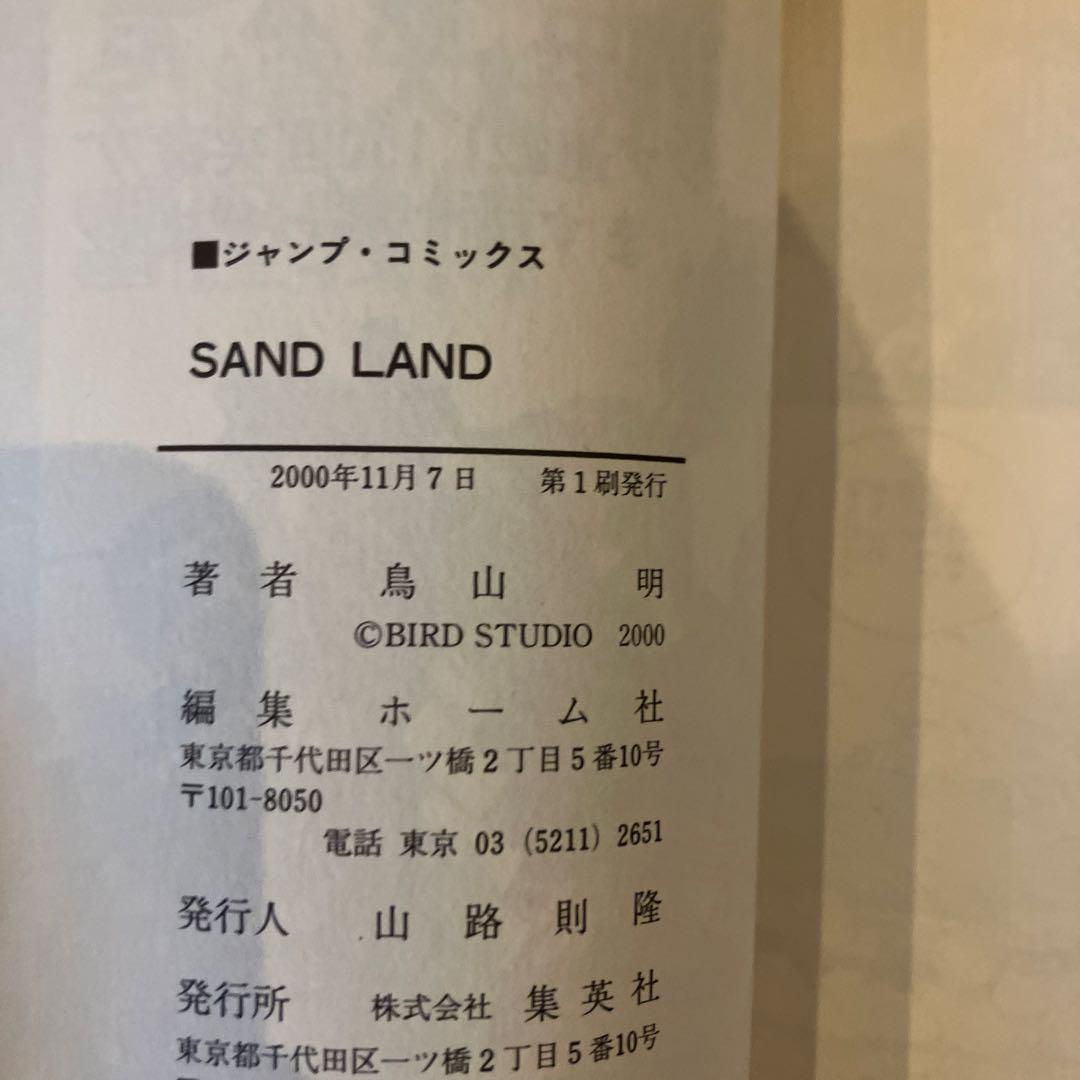 ■ジャンプ・コミックス
SAND LAND
2000年11月7日　第1刷発行
著者　鳥山明
©BIRD STUDIO 2000
編集　ホーム社
東京都千代田区一ツ橋2丁目5番10号
〒101-8050
電話 東京 03 (5211) 2651
発行人　山路則隆
発行所　株式会社 集英社
東京都千代田区一ツ橋2丁目5番10号